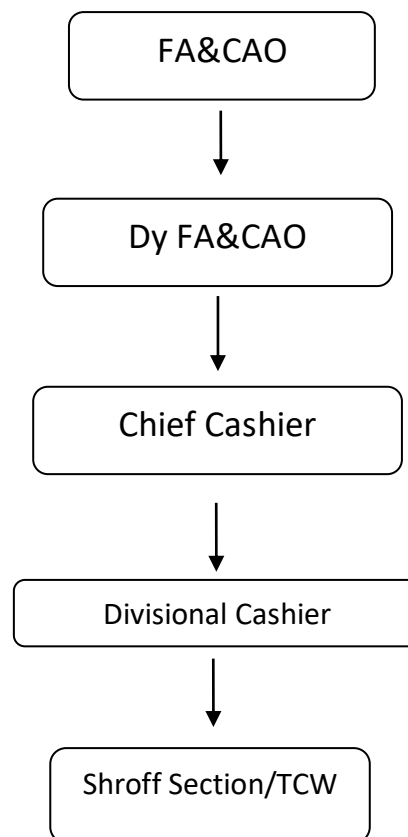 FA&CAO
Dy FA&CAO
Chief Cashier
Divisional Cashier
Shroff Section/TCW